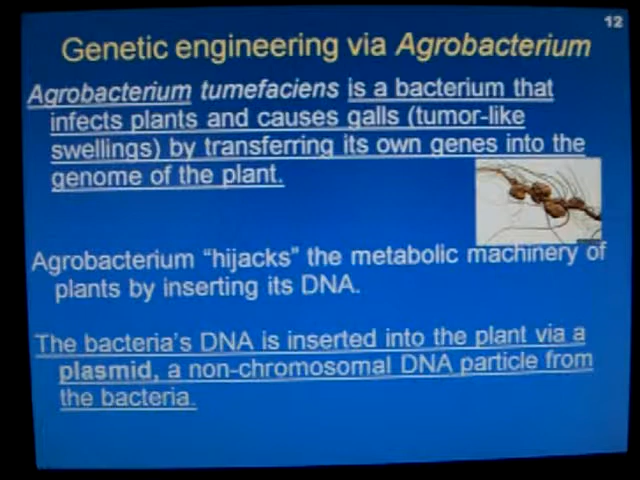 12
Genetic engineering via Agrobacterium
Agrobacterium tumefaciens is a bacterium that
infects plants and causes galls (tumor-like
swellings) by transferring its own genes into the
genome of the plant.
Agrobacterium “hijacks” the metabolic machinery of
plants by inserting its DNA.
The bacteria’s DNA is inserted into the plant via a
plasmid, a non-chromosomal DNA particle from
the bacteria.